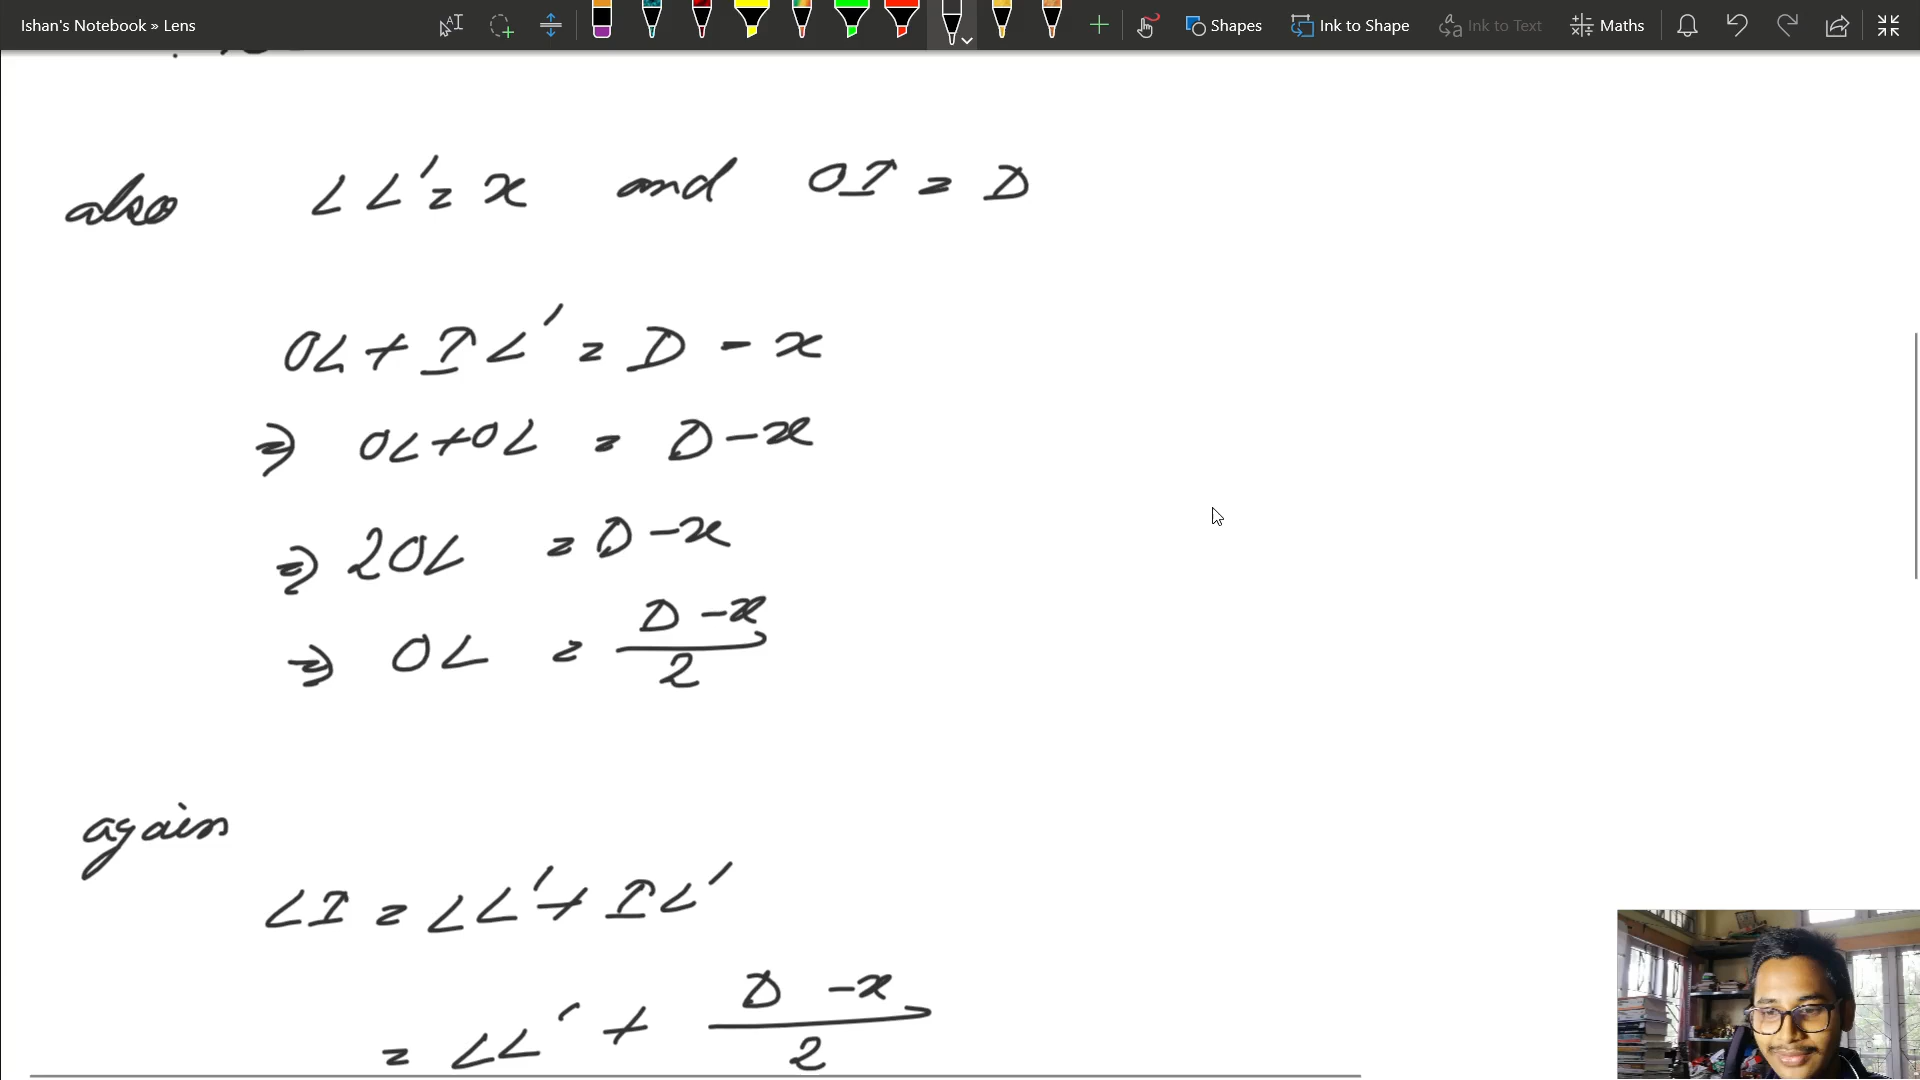 Ishan's Notebook » Lens
Shapes Ink to Shape Ink to Text Maths
also LL' = x and OI = D
OL + IL' = D - x
⇒ OL + OL = D - x
⇒ 2OL = D - x
⇒ OL = (D - x)/2
again
LI = LL' + IL'
= LL' + (D - x)/2